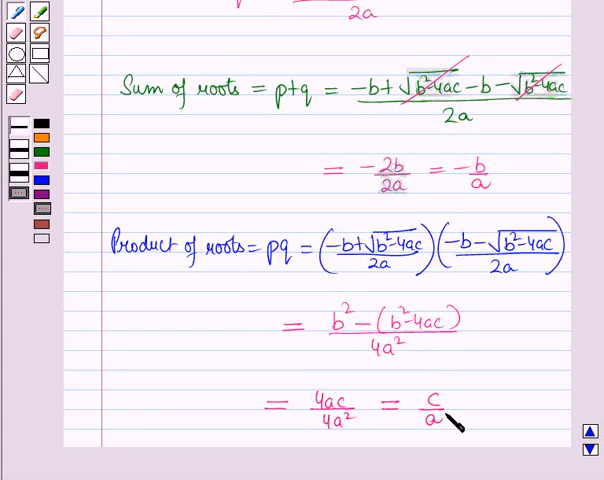 2a
Sum of roots = p+q = (-b + √(b²-4ac) - b - √(b²-4ac)) / 2a
= -2b/2a = -b/a
Product of roots = pq = ((-b+√(b²-4ac))/2a) ((-b-√(b²-4ac))/2a)
= (b² - (b²-4ac)) / 4a²
= 4ac/4a² = c/a